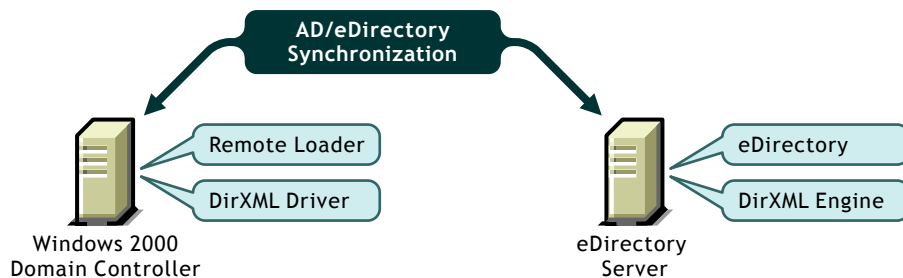 AD/eDirectory
Synchronization
Remote Loader
DirXML Driver
Windows 2000
Domain Controller
eDirectory
DirXML Engine
eDirectory
Server